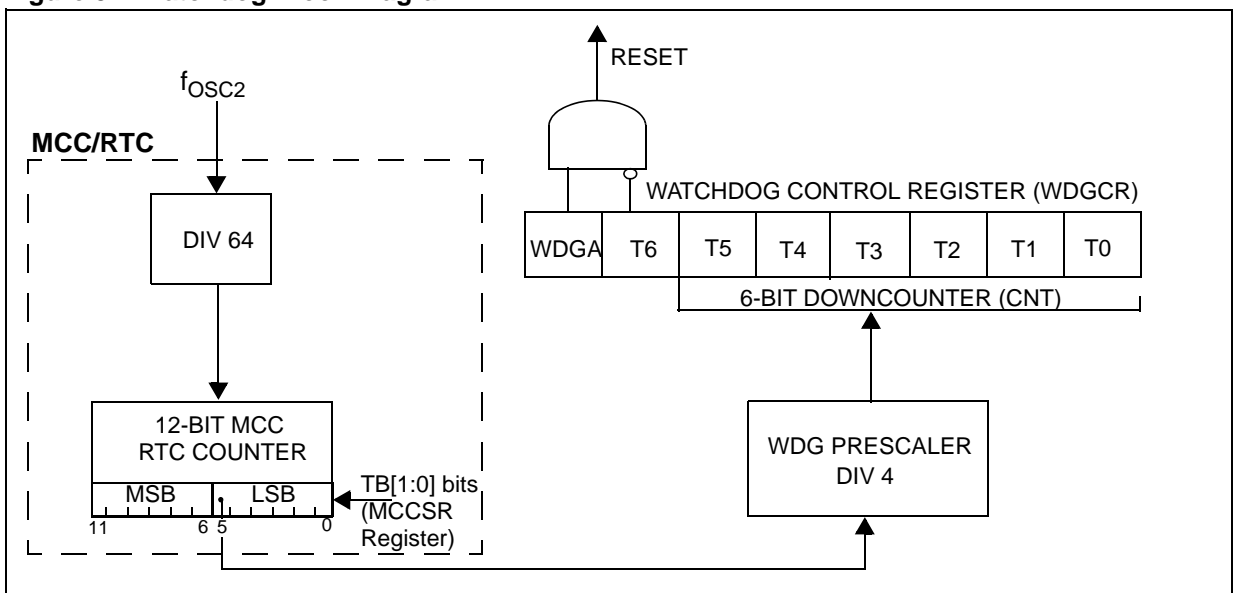 RESET
fOSC2
MCC/RTC
DIV 64
WATCHDOG CONTROL REGISTER (WDGCR)
WDGA T6 T5 T4 T3 T2 T1 T0
6-BIT DOWNCOUNTER (CNT)
12-BIT MCC
RTC COUNTER
MSB LSB
11 6 5 0
TB[1:0] bits
(MCCSR
Register)
WDG PRESCALER
DIV 4